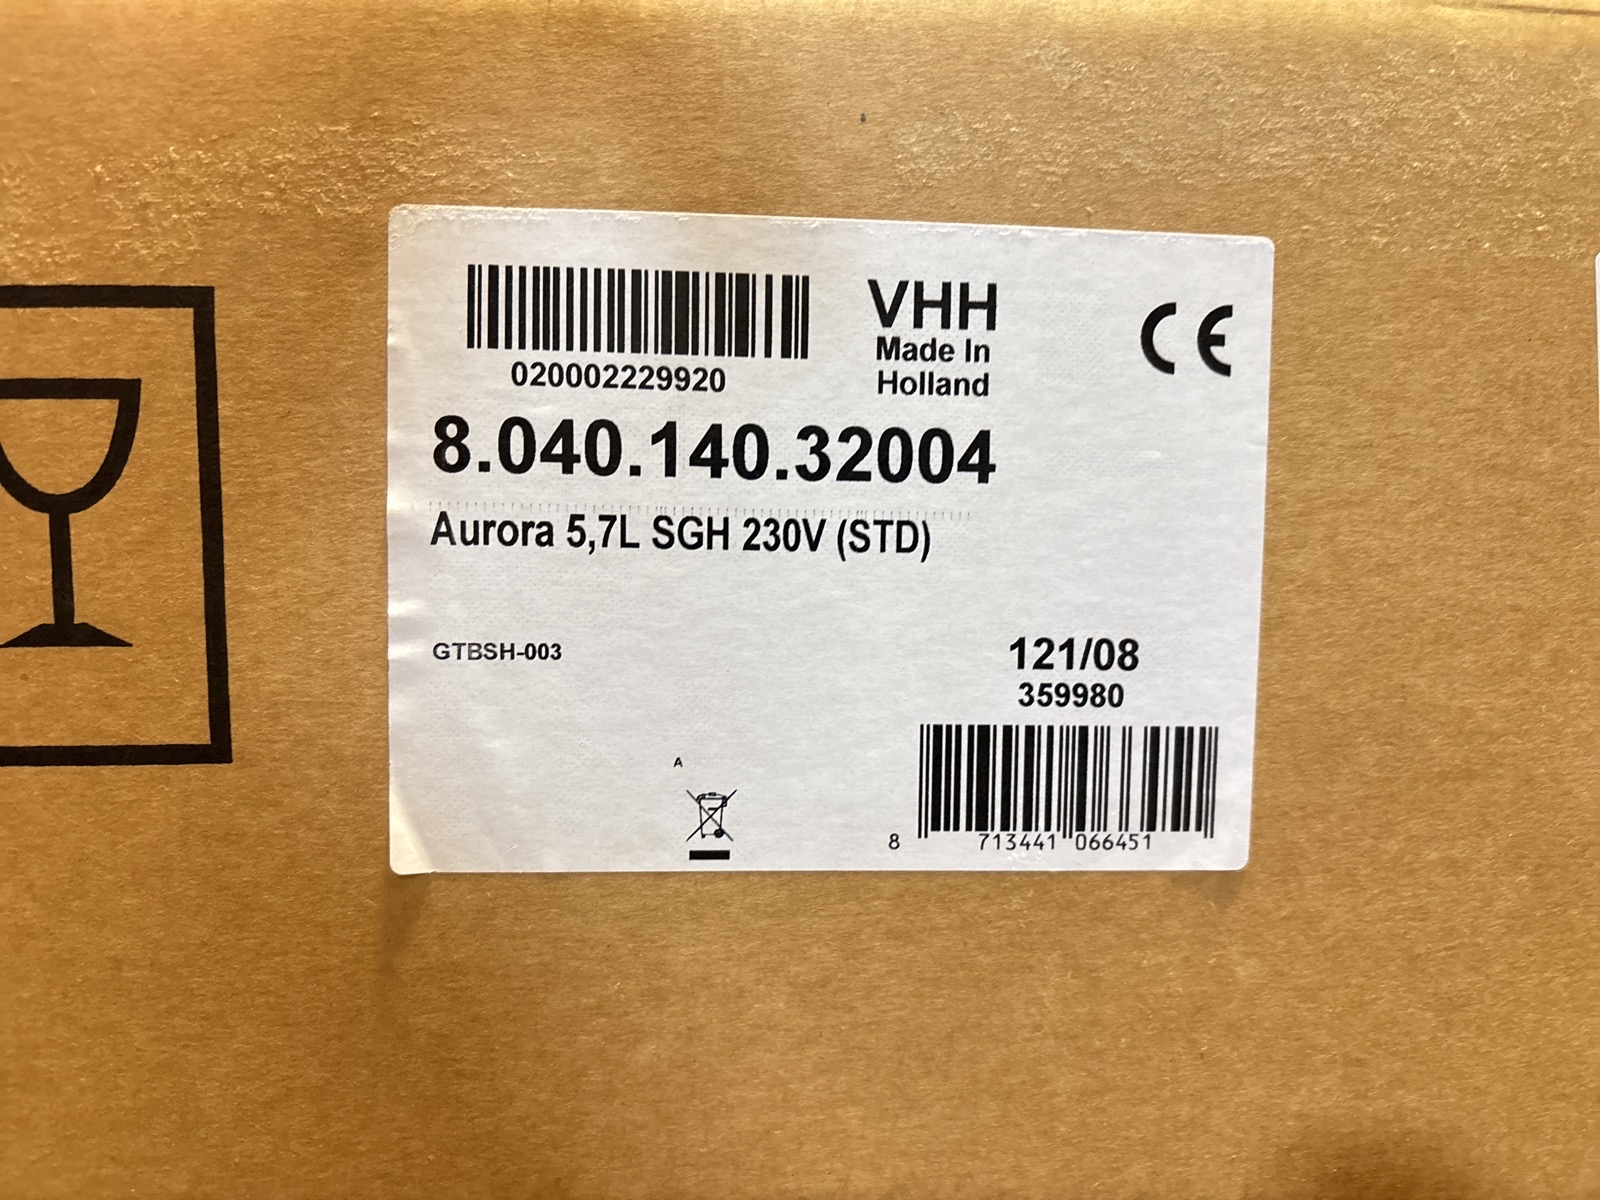 020002229920
VHH
Made In
Holland
CE
8.040.140.32004
Aurora 5,7L SGH 230V (STD)
GTBSH-003
121/08
359980
A
8 713441 066451